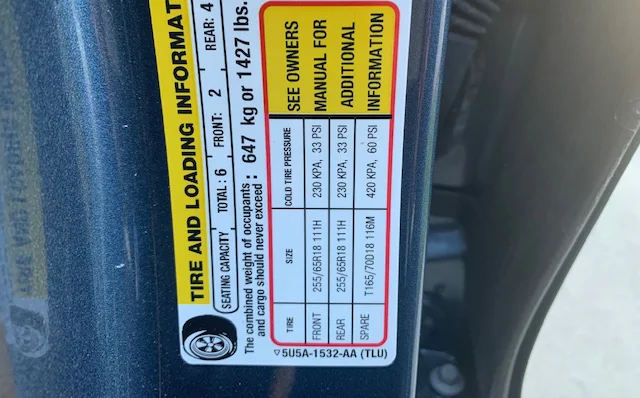 TIRE AND LOADING INFORMAT
SEATING CAPACITY TOTAL: 6 FRONT: 2 REAR: 4
The combined weight of occupants
and cargo should never exceed: 647 kg or 1427 lbs.
TIRE SIZE COLD TIRE PRESSURE
FRONT 255/65R18 111H 230 KPA, 33 PSI
REAR 255/65R18 111H 230 KPA, 33 PSI
SPARE T165/70D18 116M 420 KPA, 60 PSI
SEE OWNERS
MANUAL FOR
ADDITIONAL
INFORMATION
5U5A-1532-AA (TLU)